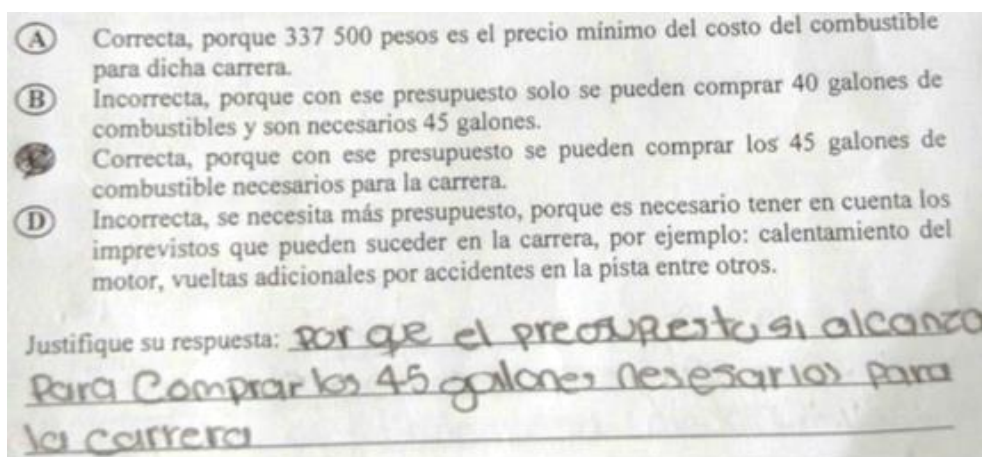 A Correcta, porque 337 500 pesos es el precio mínimo del costo del combustible
para dicha carrera.
B Incorrecta, porque con ese presupuesto solo se pueden comprar 40 galones de
combustibles y son necesarios 45 galones.
Correcta, porque con ese presupuesto se pueden comprar los 45 galones de
combustible necesarios para la carrera.
D Incorrecta, se necesita más presupuesto, porque es necesario tener en cuenta los
imprevistos que pueden suceder en la carrera, por ejemplo: calentamiento del
motor, vueltas adicionales por accidentes en la pista entre otros.
Justifique su respuesta: Por que el presupuesto si alcanza
Para Comprar los 45 galones nesesarios para
la carrera